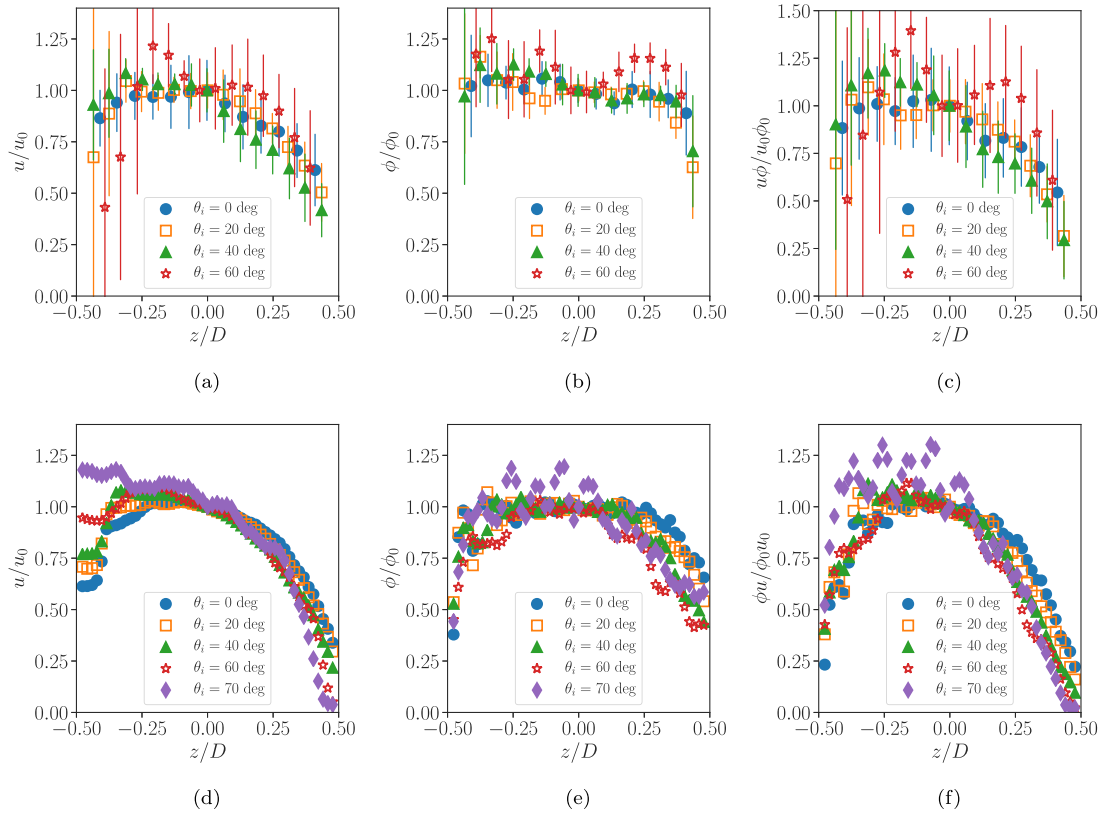 1.25
1.00
0.75
0.50
0.25
0.00
u/u₀
θᵢ = 0 deg
θᵢ = 20 deg
θᵢ = 40 deg
θᵢ = 60 deg
−0.50 −0.25 0.00 0.25 0.50
z/D
(a)
1.25
1.00
0.75
0.50
0.25
0.00
ϕ/ϕ₀
θᵢ = 0 deg
θᵢ = 20 deg
θᵢ = 40 deg
θᵢ = 60 deg
−0.50 −0.25 0.00 0.25 0.50
z/D
(b)
1.50
1.25
1.00
0.75
0.50
0.25
0.00
uϕ/u₀ϕ₀
θᵢ = 0 deg
θᵢ = 20 deg
θᵢ = 40 deg
θᵢ = 60 deg
−0.50 −0.25 0.00 0.25 0.50
z/D
(c)
1.25
1.00
0.75
0.50
0.25
0.00
u/u₀
θᵢ = 0 deg
θᵢ = 20 deg
θᵢ = 40 deg
θᵢ = 60 deg
θᵢ = 70 deg
−0.50 −0.25 0.00 0.25 0.50
z/D
(d)
1.25
1.00
0.75
0.50
0.25
0.00
ϕ/ϕ₀
θᵢ = 0 deg
θᵢ = 20 deg
θᵢ = 40 deg
θᵢ = 60 deg
θᵢ = 70 deg
−0.50 −0.25 0.00 0.25 0.50
z/D
(e)
1.25
1.00
0.75
0.50
0.25
0.00
ϕu/ϕ₀u₀
θᵢ = 0 deg
θᵢ = 20 deg
θᵢ = 40 deg
θᵢ = 60 deg
θᵢ = 70 deg
−0.50 −0.25 0.00 0.25 0.50
z/D
(f)